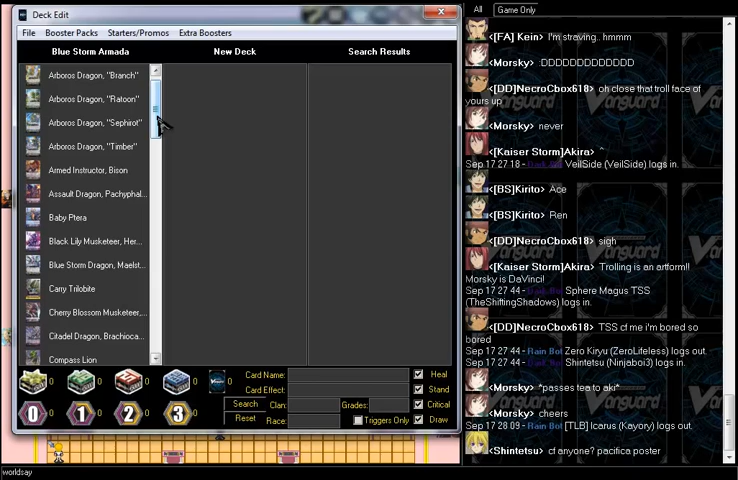 Deck Edit
File Booster Packs Starters/Promos Extra Boosters
Blue Storm Armada New Deck Search Results
Arboros Dragon, "Branch"
Arboros Dragon, "Ratoon"
Arboros Dragon, "Sephirot"
Arboros Dragon, "Timber"
Armed Instructor, Bison
Assault Dragon, Pachyphal...
Baby Ptera
Black Lily Musketeer, Her...
Blue Storm Dragon, Maelst...
Carry Trilobite
Cherry Blossom Musketeer,...
Citadel Dragon, Brachioca...
Compass Lion
0 0 0 0 0
0 0 1 0 2 0 3 0
Card Name:
Card Effect:
Search Clan: Grades:
Reset Race: Triggers Only
Heal
Stand
Critical
Draw
All Game Only
<[FA] Kein> I'm straving.. hmmm
<Morsky> :DDDDDDDDDDDDD
<[DD]NecroCbox618> oh close that troll face of
yours up
<Morsky> never
<[Kaiser Storm]Akira> ^
Sep 17 27 18 - VeilSide (VeilSide) logs in.
<[BS]Kirito> Ace
<[BS]Kirito> Ren
<[DD]NecroCbox618> sigh
<[Kaiser Storm]Akira> Trolling is an artform!!
Morsky is DaVinci!
Sep 17 27 44 - Sphere Magus TSS
(TheShiftingShadows) logs in.
<[DD]NecroCbox618> TSS cf me i'm bored so
bored
Sep 17 27 44 - Rain Bot Zero Kiryu (ZeroLifeless) logs out.
Sep 17 27 44 - Shintetsu (Ninjaboi3) logs in.
<Morsky> *passes tea to aki*
<Morsky> cheers
Sep 17 28 09 - Rain Bot [TLB] Icarus (Kayory) logs out.
<Shintetsu> cf anyone? pacifica poster
Vanguard
worldsay